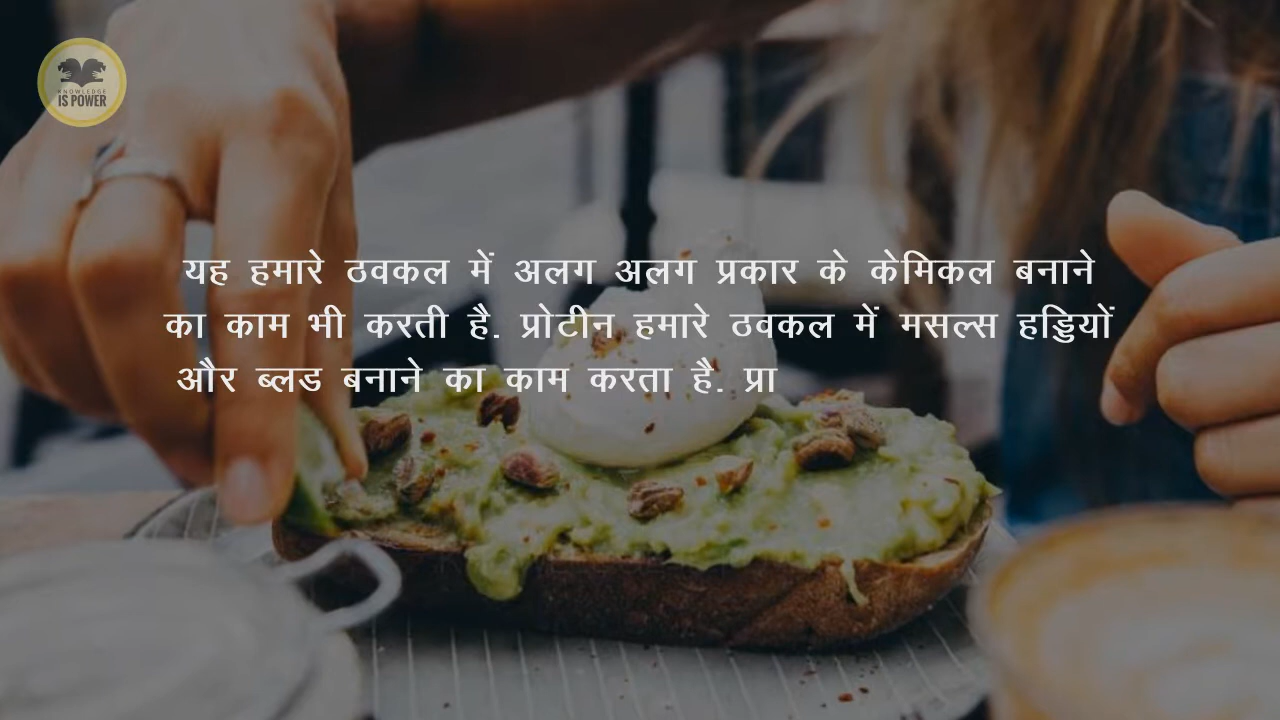 KNOWLEDGE
IS POWER
यह हमारे ठवकल में अलग अलग प्रकार के केमिकल बनाने
का काम भी करती है. प्रोटीन हमारे ठवकल में मसल्स हड्डियों
और ब्लड बनाने का काम करता है. प्रा